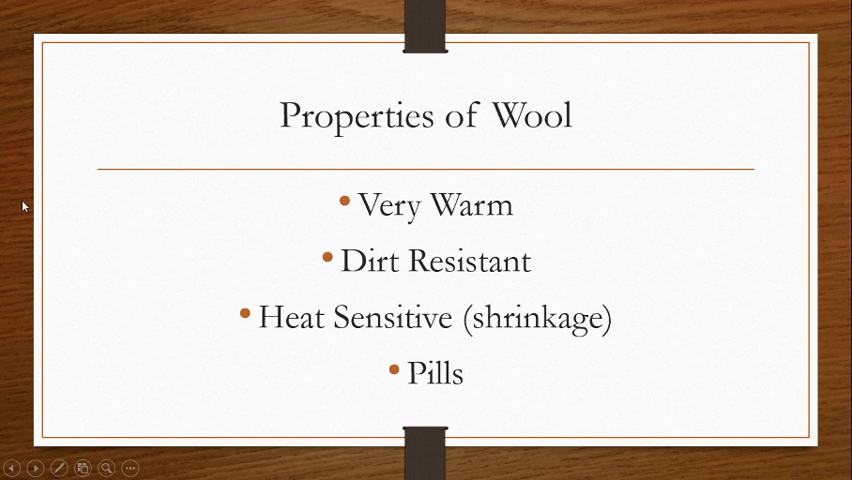 Properties of Wool
• Very Warm
• Dirt Resistant
• Heat Sensitive (shrinkage)
• Pills